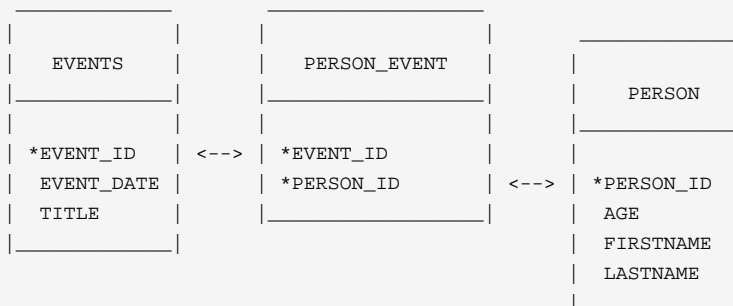 EVENTS
PERSON_EVENT
PERSON
*EVENT_ID <--> *EVENT_ID
EVENT_DATE *PERSON_ID <--> *PERSON_ID
TITLE AGE
FIRSTNAME
LASTNAME